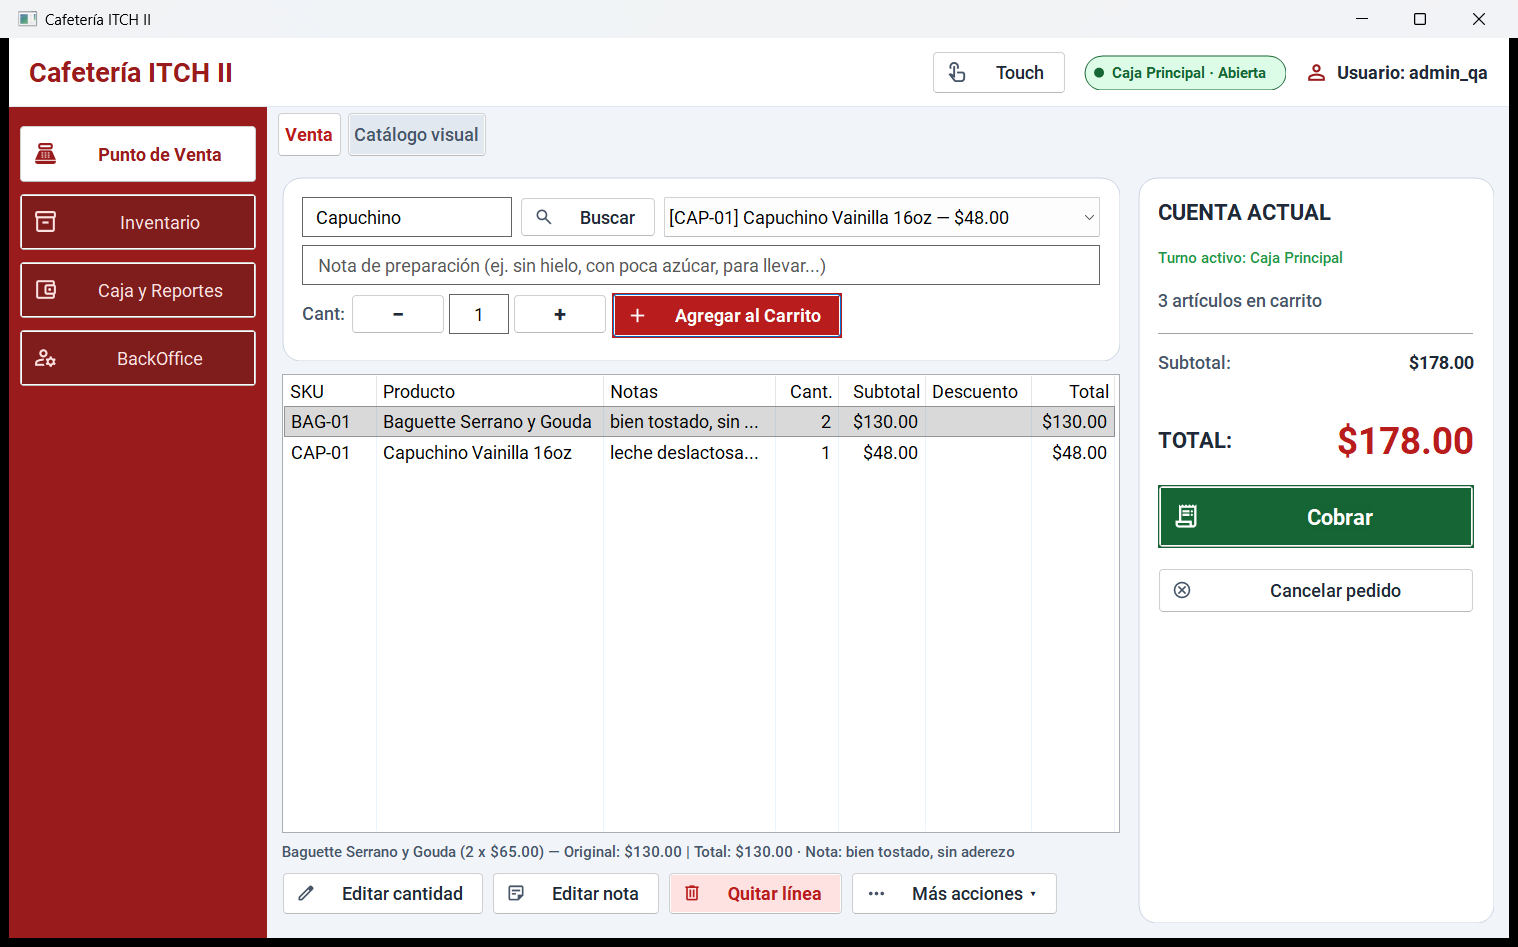 Cafetería ITCH II
Cafetería ITCH II
Touch
Caja Principal · Abierta
Usuario: admin_qa
Punto de Venta
Inventario
Caja y Reportes
BackOffice
Venta
Catálogo visual
Capuchino
Buscar
[CAP-01] Capuchino Vainilla 16oz — $48.00
Nota de preparación (ej. sin hielo, con poca azúcar, para llevar...)
Cant:
−
1
+
+ Agregar al Carrito
SKU Producto Notas Cant. Subtotal Descuento Total
BAG-01 Baguette Serrano y Gouda bien tostado, sin ... 2 $130.00 $130.00
CAP-01 Capuchino Vainilla 16oz leche deslactosa... 1 $48.00 $48.00
Baguette Serrano y Gouda (2 x $65.00) — Original: $130.00 | Total: $130.00 · Nota: bien tostado, sin aderezo
Editar cantidad
Editar nota
Quitar línea
Más acciones
CUENTA ACTUAL
Turno activo: Caja Principal
3 artículos en carrito
Subtotal: $178.00
TOTAL: $178.00
Cobrar
Cancelar pedido